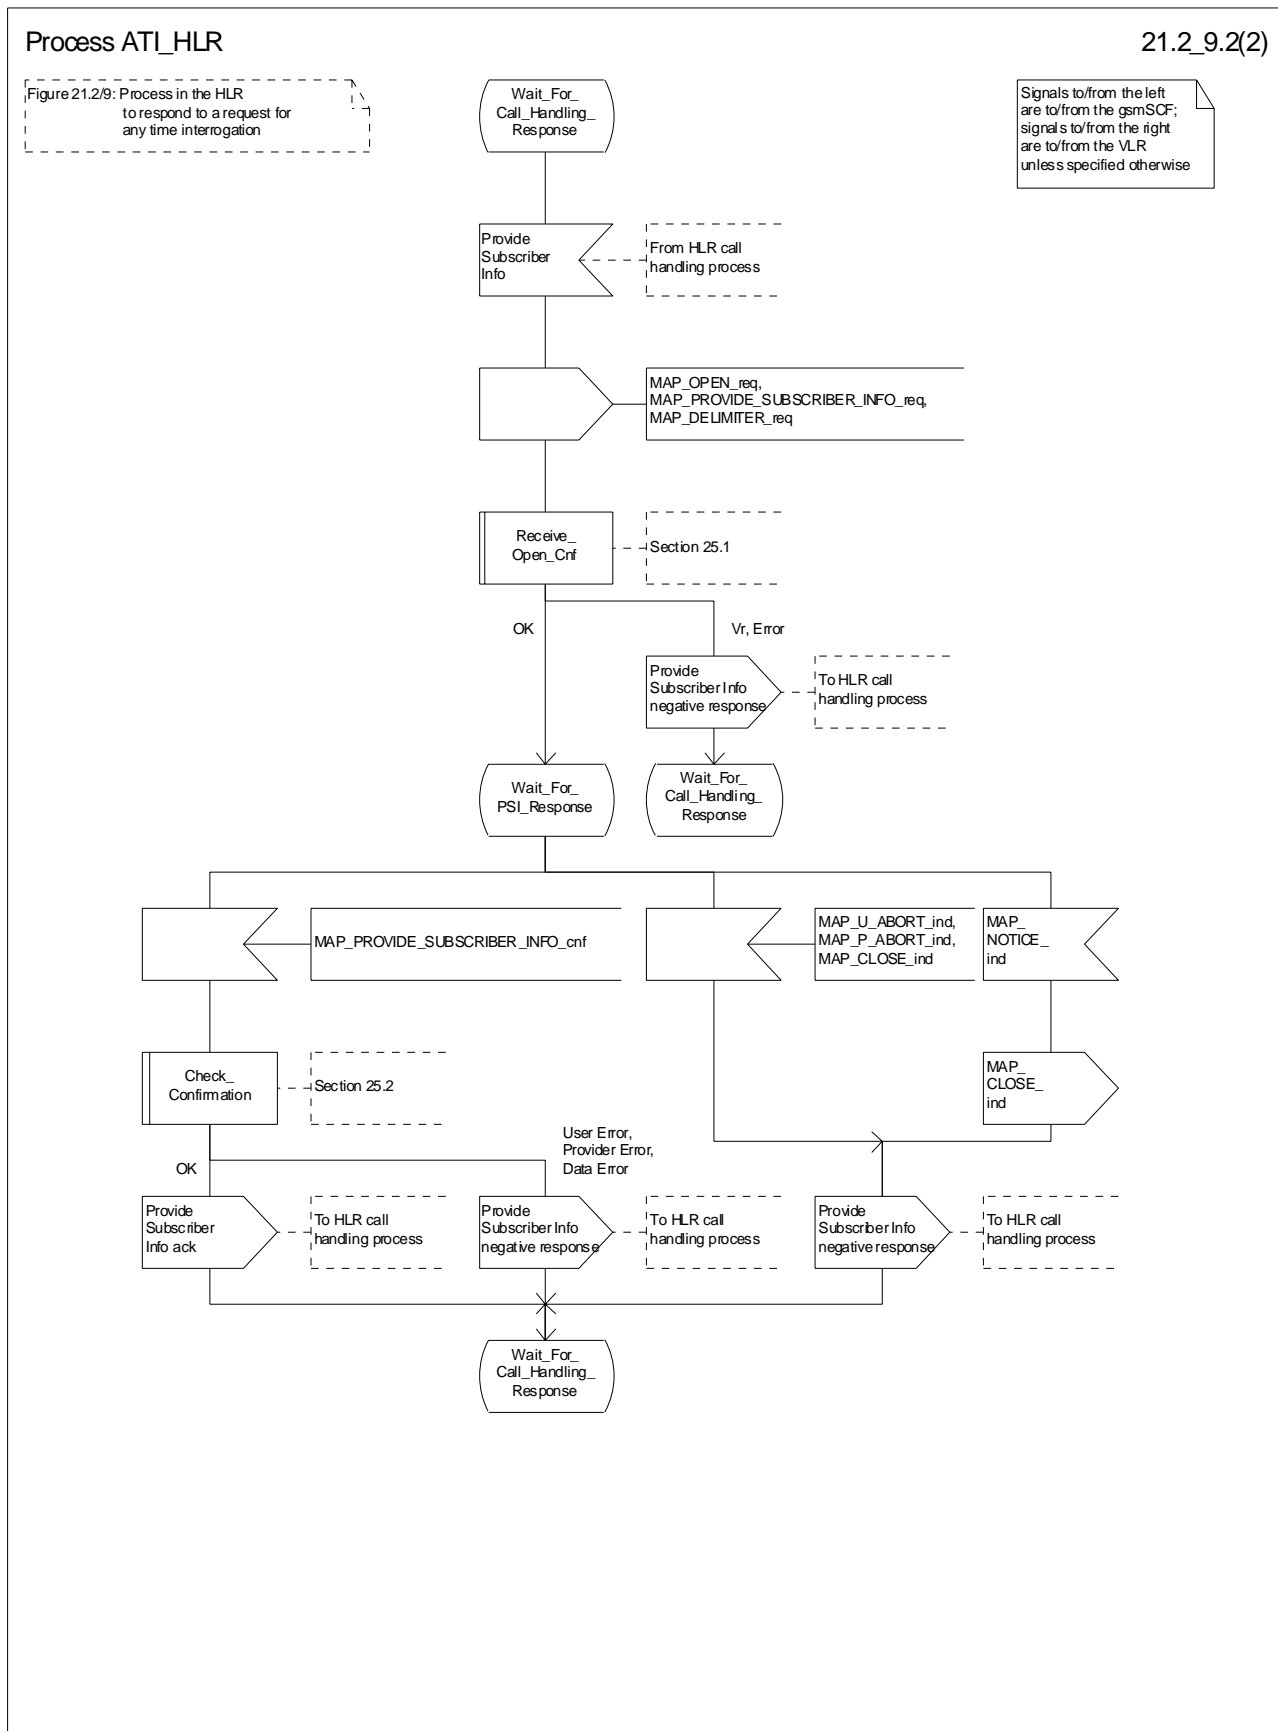 Process ATI_HLR
21.2_9.2(2)
Figure 21.2/9: Process in the HLR
to respond to a request for
any time interrogation
Wait_For_
Call_Handling_
Response
Signals to/from the left
are to/from the gsmSCF;
signals to/from the right
are to/from the VLR
unless specified otherwise
Provide
Subscriber
Info
From HLR call
handling process
MAP_OPEN_req,
MAP_PROVIDE_SUBSCRIBER_INFO_req,
MAP_DELIMITER_req
Receive_
Open_Cnf
Section 25.1
OK
Vr, Error
Provide
Subscriber Info
negative response
To HLR call
handling process
Wait_For_
PSI_Response
Wait_For_
Call_Handling_
Response
MAP_PROVIDE_SUBSCRIBER_INFO_cnf
MAP_U_ABORT_ind,
MAP_P_ABORT_ind,
MAP_CLOSE_ind
MAP_
NOTICE_
ind
Check_
Confirmation
Section 25.2
MAP_
CLOSE_
ind
OK
User Error,
Provider Error,
Data Error
Provide
Subscriber
Info ack
To HLR call
handling process
Provide
Subscriber Info
negative response
To HLR call
handling process
Provide
Subscriber Info
negative response
To HLR call
handling process
Wait_For_
Call_Handling_
Response